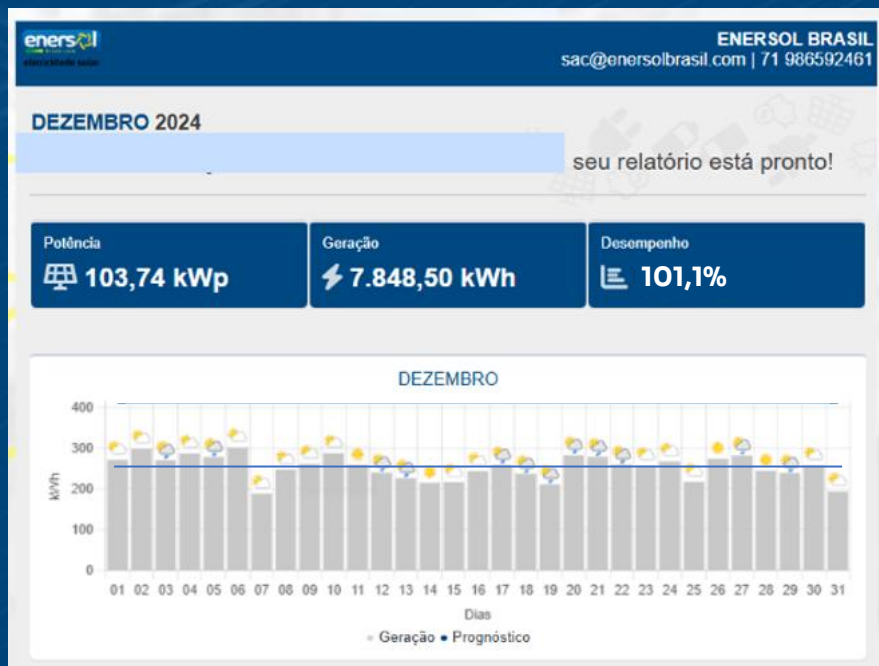 enersol
eletricidade solar
ENERSOL BRASIL
sac@enersolbrasil.com | 71 986592461
DEZEMBRO 2024
seu relatório está pronto!
Potência
103,74 kWp
Geração
7.848,50 kWh
Desempenho
101,1%
DEZEMBRO
400
300
200
100
0
kWh
01 02 03 04 05 06 07 08 09 10 11 12 13 14 15 16 17 18 19 20 21 22 23 24 25 26 27 28 29 30 31
Dias
Geração Prognóstico